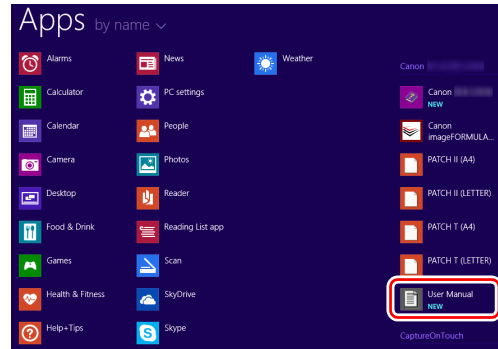 Apps by name
Alarms
Calculator
Calendar
Camera
Desktop
Food & Drink
Games
Health & Fitness
Help+Tips
News
PC settings
People
Photos
Reader
Reading List app
Scan
SkyDrive
Skype
Weather
Canon
Canon
NEW
Canon
imageFORMULA...
PATCH II (A4)
PATCH II (LETTER)
PATCH T (A4)
PATCH T (LETTER)
User Manual
NEW
CaptureOnTouch